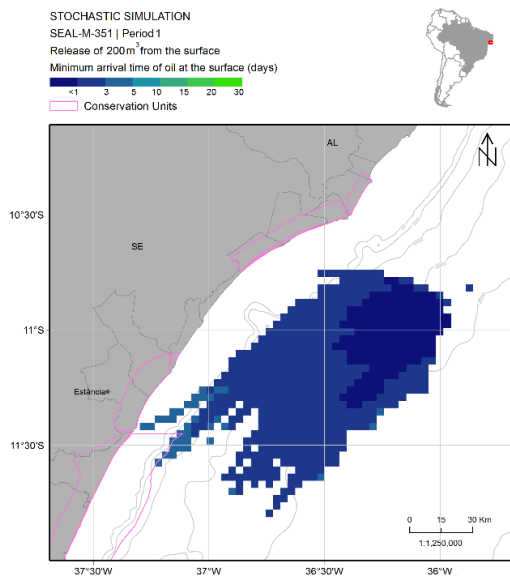 STOCHASTIC SIMULATION
SEAL-M-351 | Period 1
Release of 200m³ from the surface
Minimum arrival time of oil at the surface (days)
<1 3 5 10 15 20 30
Conservation Units
AL
N
10°30'S
SE
11°S
Estância
11°30'S
0 15 30 Km
1:1,250,000
37°30'W 37°W 36°30'W 36°W